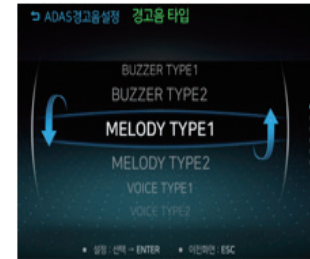 ADAS경고음설정 경고음 타입
BUZZER TYPE1
BUZZER TYPE2
MELODY TYPE1
MELODY TYPE2
VOICE TYPE1
VOICE TYPE2
• 설정 : 선택 → ENTER • 이전화면 : ESC